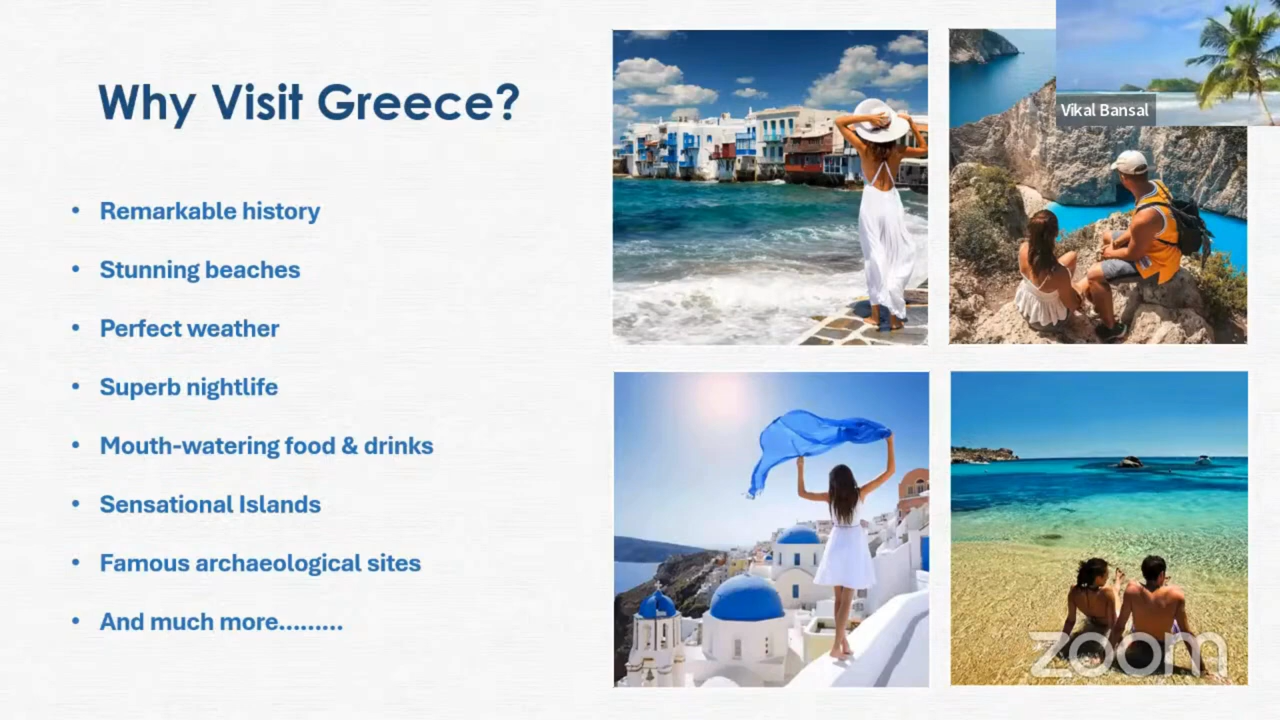 Why Visit Greece?
Vikal Bansal
• Remarkable history
• Stunning beaches
• Perfect weather
• Superb nightlife
• Mouth-watering food & drinks
• Sensational Islands
• Famous archaeological sites
• And much more.........
zoom